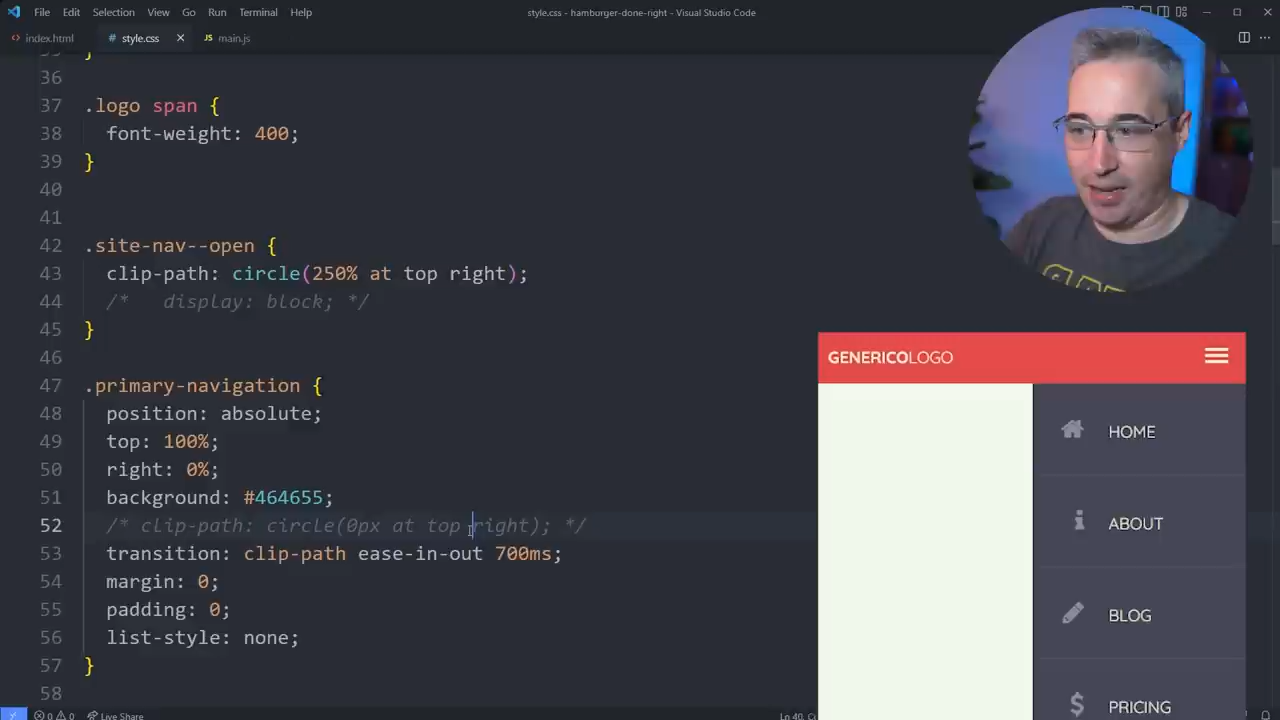 File Edit Selection View Go Run Terminal Help
style.css - hamburger-done-right - Visual Studio Code
index.html
style.css
main.js
36
37 .logo span {
38 font-weight: 400;
39 }
40
41
42 .site-nav--open {
43 clip-path: circle(250% at top right);
44 /* display: block; */
45 }
46
47 .primary-navigation {
48 position: absolute;
49 top: 100%;
50 right: 0%;
51 background: #464655;
52 /* clip-path: circle(0px at top right); */
53 transition: clip-path ease-in-out 700ms;
54 margin: 0;
55 padding: 0;
56 list-style: none;
57 }
58
GENERICOLOGO
HOME
ABOUT
BLOG
PRICING
0 0 Live Share
Ln 40,